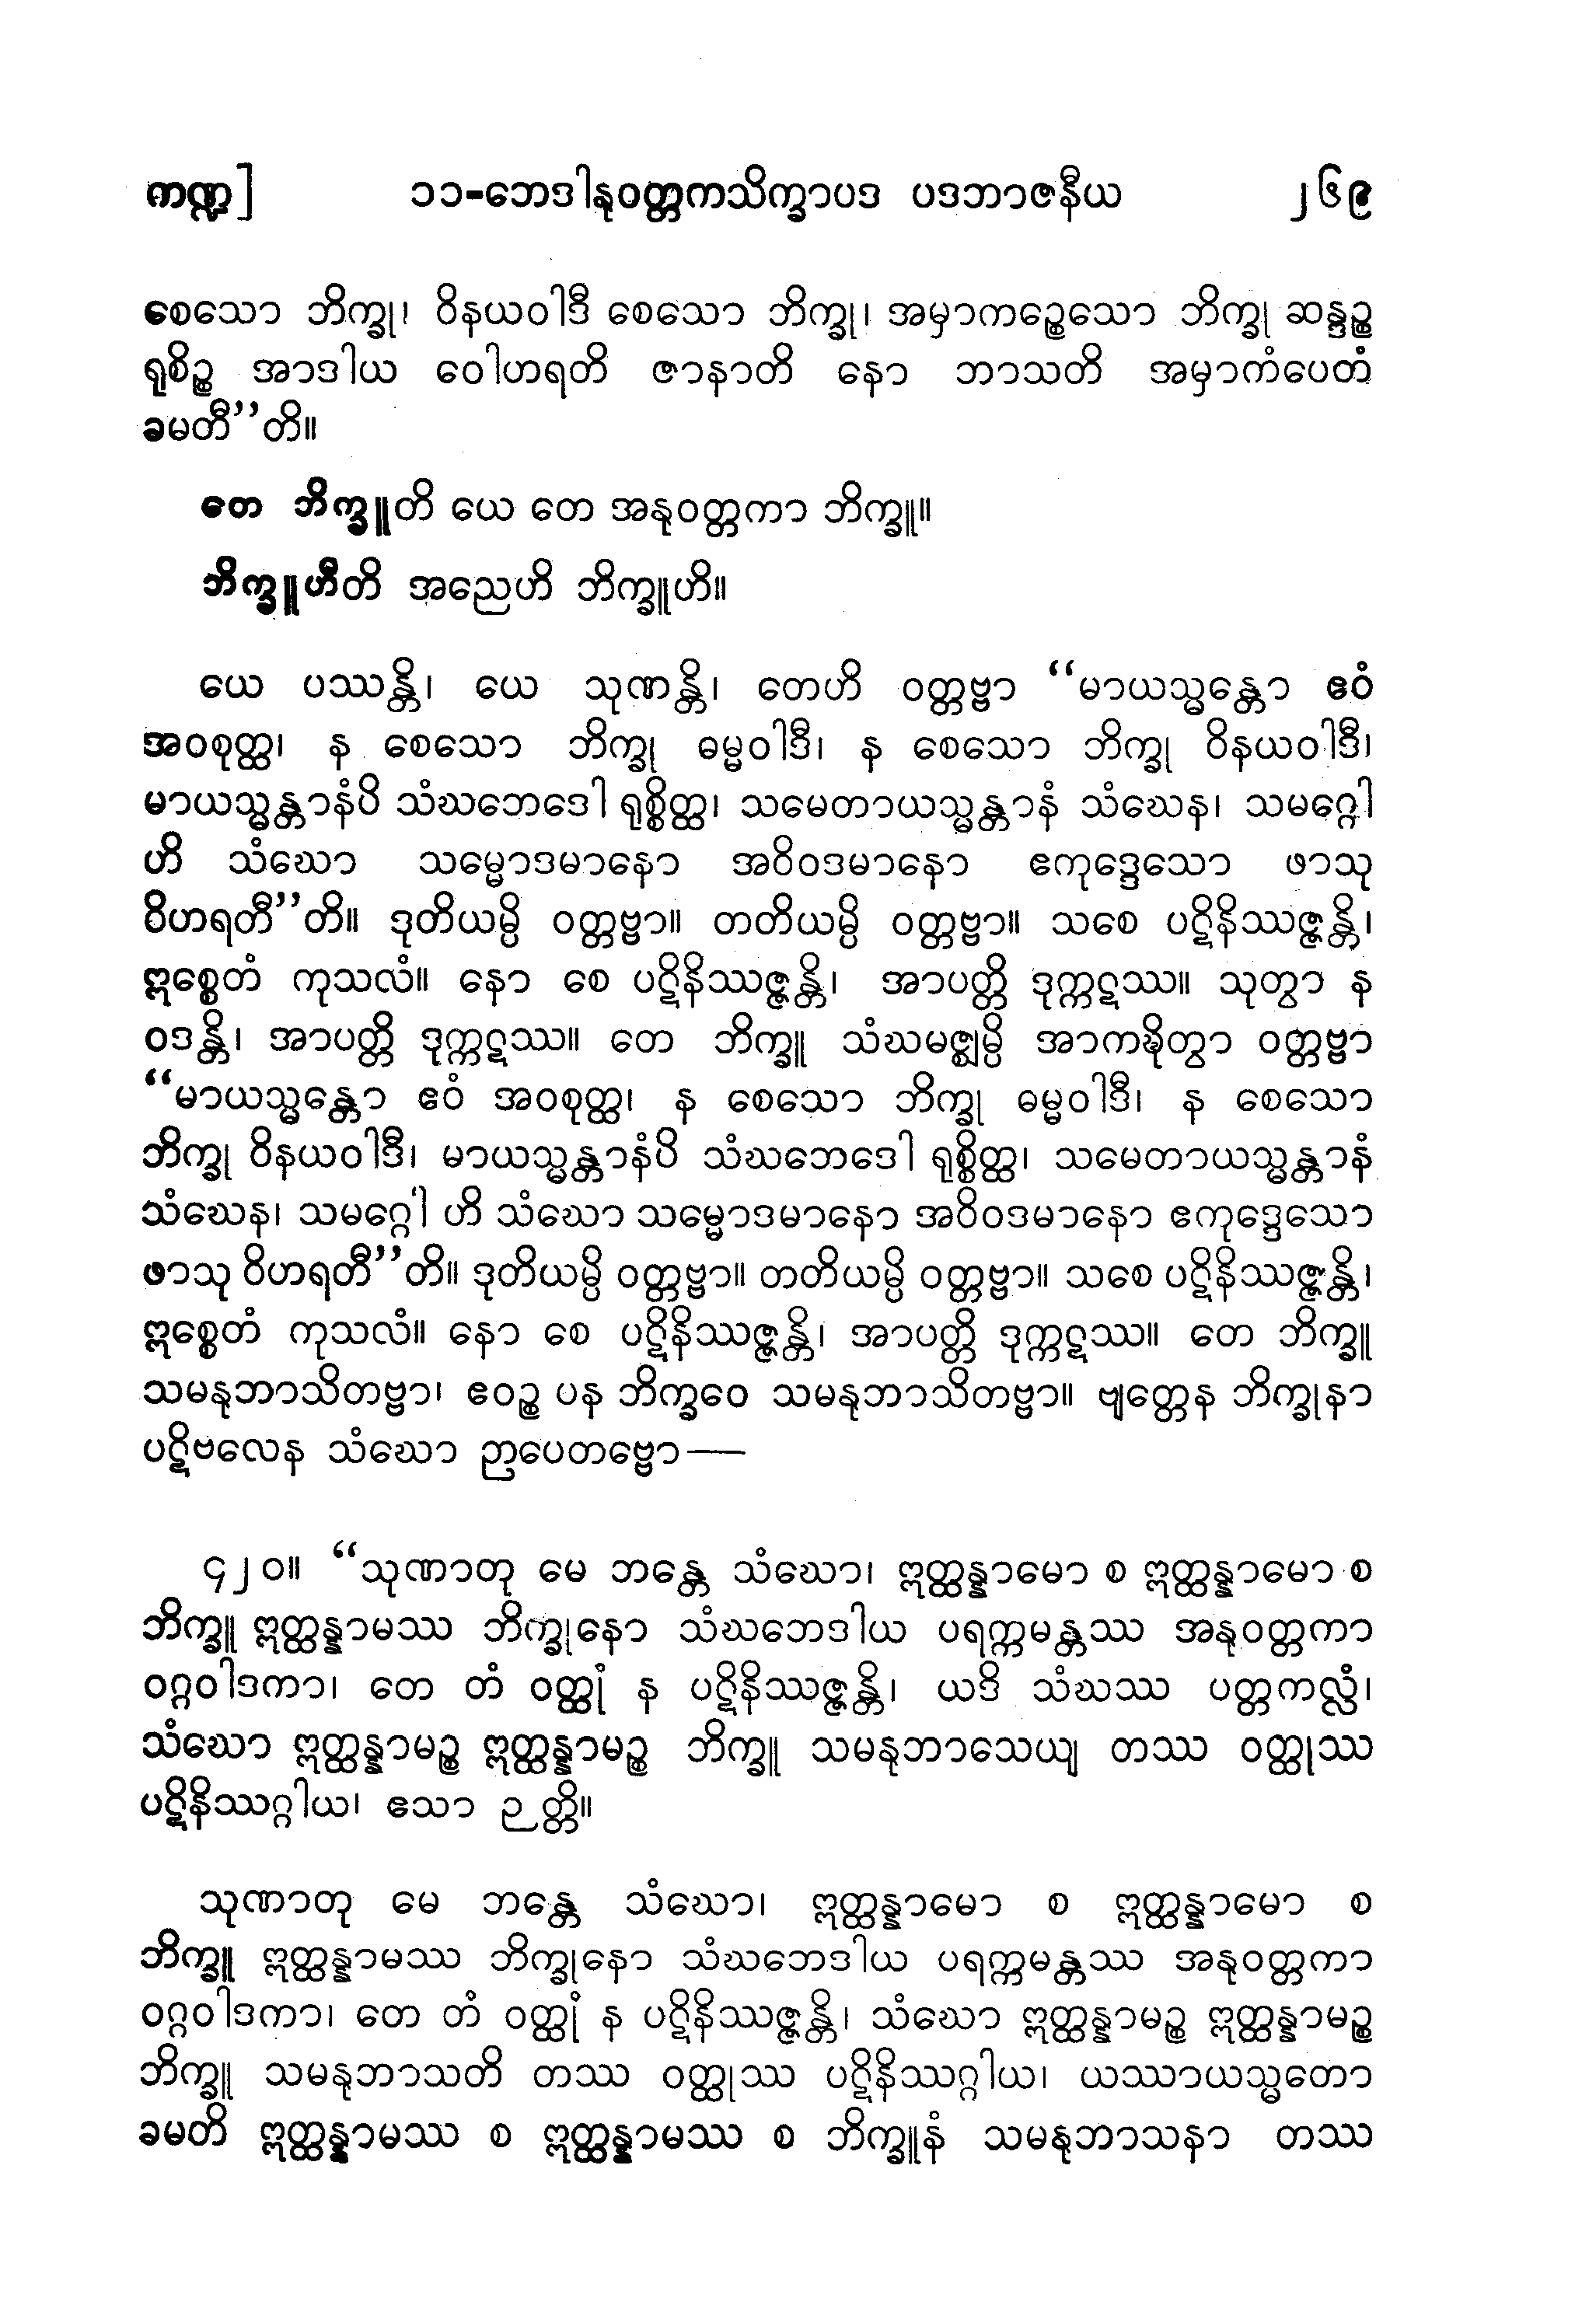 ကဏ္ဍ] ၁၁-ဘေဒါနုဝတ္တကသိက္ခာပဒ ပဒဘာဇနီယ ၂၆၉
စေသော ဘိက္ခု၊ ဝိနယဝါဒီ စေသော ဘိက္ခု၊ အမှာကဉ္စေသော ဘိက္ခု ဆန္ဒဉ္စ
ရုစိဉ္စ အာဒါယ ဝေါဟရတိ ဇာနာတိ နော ဘာသတိ အမှာကံပေတံ
ခမတီ’’တိ။
တေ ဘိက္ခူတိ ယေ တေ အနုဝတ္တကာ ဘိက္ခူ။
ဘိက္ခူဟီတိ အညေဟိ ဘိက္ခူဟိ။
ယေ ပဿန္တိ၊ ယေ သုဏန္တိ၊ တေဟိ ဝတ္တဗ္ဗာ ‘‘မာယသ္မန္တော ဧဝံ
အဝစုတ္ထ၊ န စေသော ဘိက္ခု ဓမ္မဝါဒီ၊ န စေသော ဘိက္ခု ဝိနယဝါဒီ၊
မာယသ္မန္တာနံပိ သံဃဘေဒေါ ရုစ္စိတ္ထ၊ သမေတာယသ္မန္တာနံ သံဃေန၊ သမဂ္ဂေါ
ဟိ သံဃော သမ္မောဒမာနော အဝိဝဒမာနော ဧကုဒ္ဒေသော ဖာသု
ဝိဟရတီ’’တိ။ ဒုတိယမ္ပိ ဝတ္တဗ္ဗာ။ တတိယမ္ပိ ဝတ္တဗ္ဗာ။ သစေ ပဋိနိဿဇ္ဇန္တိ၊
ဣစ္စေတံ ကုသလံ။ နော စေ ပဋိနိဿဇ္ဇန္တိ၊ အာပတ္တိ ဒုက္ကဋဿ။ သုတွာ န
ဝဒန္တိ၊ အာပတ္တိ ဒုက္ကဋဿ။ တေ ဘိက္ခူ သံဃမဇ္ဈမ္ပိ အာကဍ္ဎိတွာ ဝတ္တဗ္ဗာ
‘‘မာယသ္မန္တော ဧဝံ အဝစုတ္ထ၊ န စေသော ဘိက္ခု ဓမ္မဝါဒီ၊ န စေသော
ဘိက္ခု ဝိနယဝါဒီ၊ မာယသ္မန္တာနံပိ သံဃဘေဒေါ ရုစ္စိတ္ထ၊ သမေတာယသ္မန္တာနံ
သံဃေန၊ သမဂ္ဂေါ ဟိ သံဃော သမ္မောဒမာနော အဝိဝဒမာနော ဧကုဒ္ဒေသော
ဖာသု ဝိဟရတီ’’တိ။ ဒုတိယမ္ပိ ဝတ္တဗ္ဗာ။ တတိယမ္ပိ ဝတ္တဗ္ဗာ။ သစေ ပဋိနိဿဇ္ဇန္တိ၊
ဣစ္စေတံ ကုသလံ။ နော စေ ပဋိနိဿဇ္ဇန္တိ၊ အာပတ္တိ ဒုက္ကဋဿ။ တေ ဘိက္ခူ
သမနုဘာသိတဗ္ဗာ၊ ဧဝဉ္စ ပန ဘိက္ခဝေ သမနုဘာသိတဗ္ဗာ။ ဗျတ္တေန ဘိက္ခုနာ
ပဋိဗလေန သံဃော ဉာပေတဗ္ဗော—
၄၂၀။ ‘‘သုဏာတု မေ ဘန္တေ သံဃော၊ ဣတ္ထန္နာမော စ ဣတ္ထန္နာမော စ
ဘိက္ခူ ဣတ္ထန္နာမဿ ဘိက္ခုနော သံဃဘေဒါယ ပရက္ကမန္တဿ အနုဝတ္တကာ
ဝဂ္ဂဝါဒကာ၊ တေ တံ ဝတ္ထုံ န ပဋိနိဿဇ္ဇန္တိ၊ ယဒိ သံဃဿ ပတ္တကလ္လံ၊
သံဃော ဣတ္ထန္နာမဉ္စ ဣတ္ထန္နာမဉ္စ ဘိက္ခူ သမနုဘာသေယျ တဿ ဝတ္ထုဿ
ပဋိနိဿဂ္ဂါယ၊ ဧသာ ဉတ္တိ။
သုဏာတု မေ ဘန္တေ သံဃော၊ ဣတ္ထန္နာမော စ ဣတ္ထန္နာမော စ
ဘိက္ခူ ဣတ္ထန္နာမဿ ဘိက္ခုနော သံဃဘေဒါယ ပရက္ကမန္တဿ အနုဝတ္တကာ
ဝဂ္ဂဝါဒကာ၊ တေ တံ ဝတ္ထုံ န ပဋိနိဿဇ္ဇန္တိ၊ သံဃော ဣတ္ထန္နာမဉ္စ ဣတ္ထန္နာမဉ္စ
ဘိက္ခူ သမနုဘာသတိ တဿ ဝတ္ထုဿ ပဋိနိဿဂ္ဂါယ၊ ယဿာယသ္မတော
ခမတိ ဣတ္ထန္နာမဿ စ ဣတ္ထန္နာမဿ စ ဘိက္ခူနံ သမနုဘာသနာ တဿ